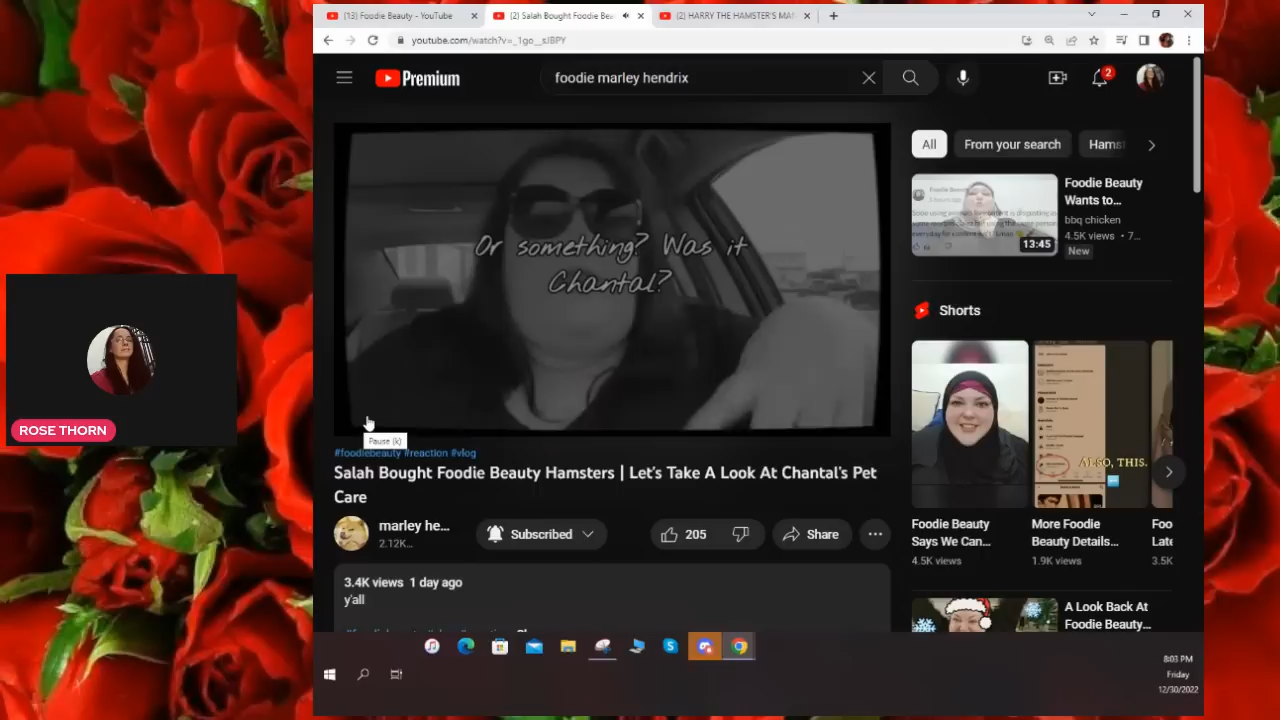 (13) Foodie Beauty - YouTube
(2) Salah Bought Foodie Bea
(2) HARRY THE HAMSTER'S MAN
youtube.com/watch?v=_1go__sJBPY
Premium
foodie marley hendrix
2
Or something? Was it
Chantal?
Pause (k)
#foodiebeauty #reaction #vlog
Salah Bought Foodie Beauty Hamsters | Let's Take A Look At Chantal's Pet
Care
marley he...
2.12K...
Subscribed
205
Share
3.4K views 1 day ago
y'all
ROSE THORN
All
From your search
Hamst
13:45
Foodie Beauty
Wants to...
bbq chicken
4.5K views • 7...
New
Shorts
ALSO, THIS.
Foodie Beauty
Says We Can...
4.5K views
More Foodie
Beauty Details...
1.9K views
Foo
Late
3.5K
A Look Back At
Foodie Beauty...
8:03 PM
Friday
12/30/2022